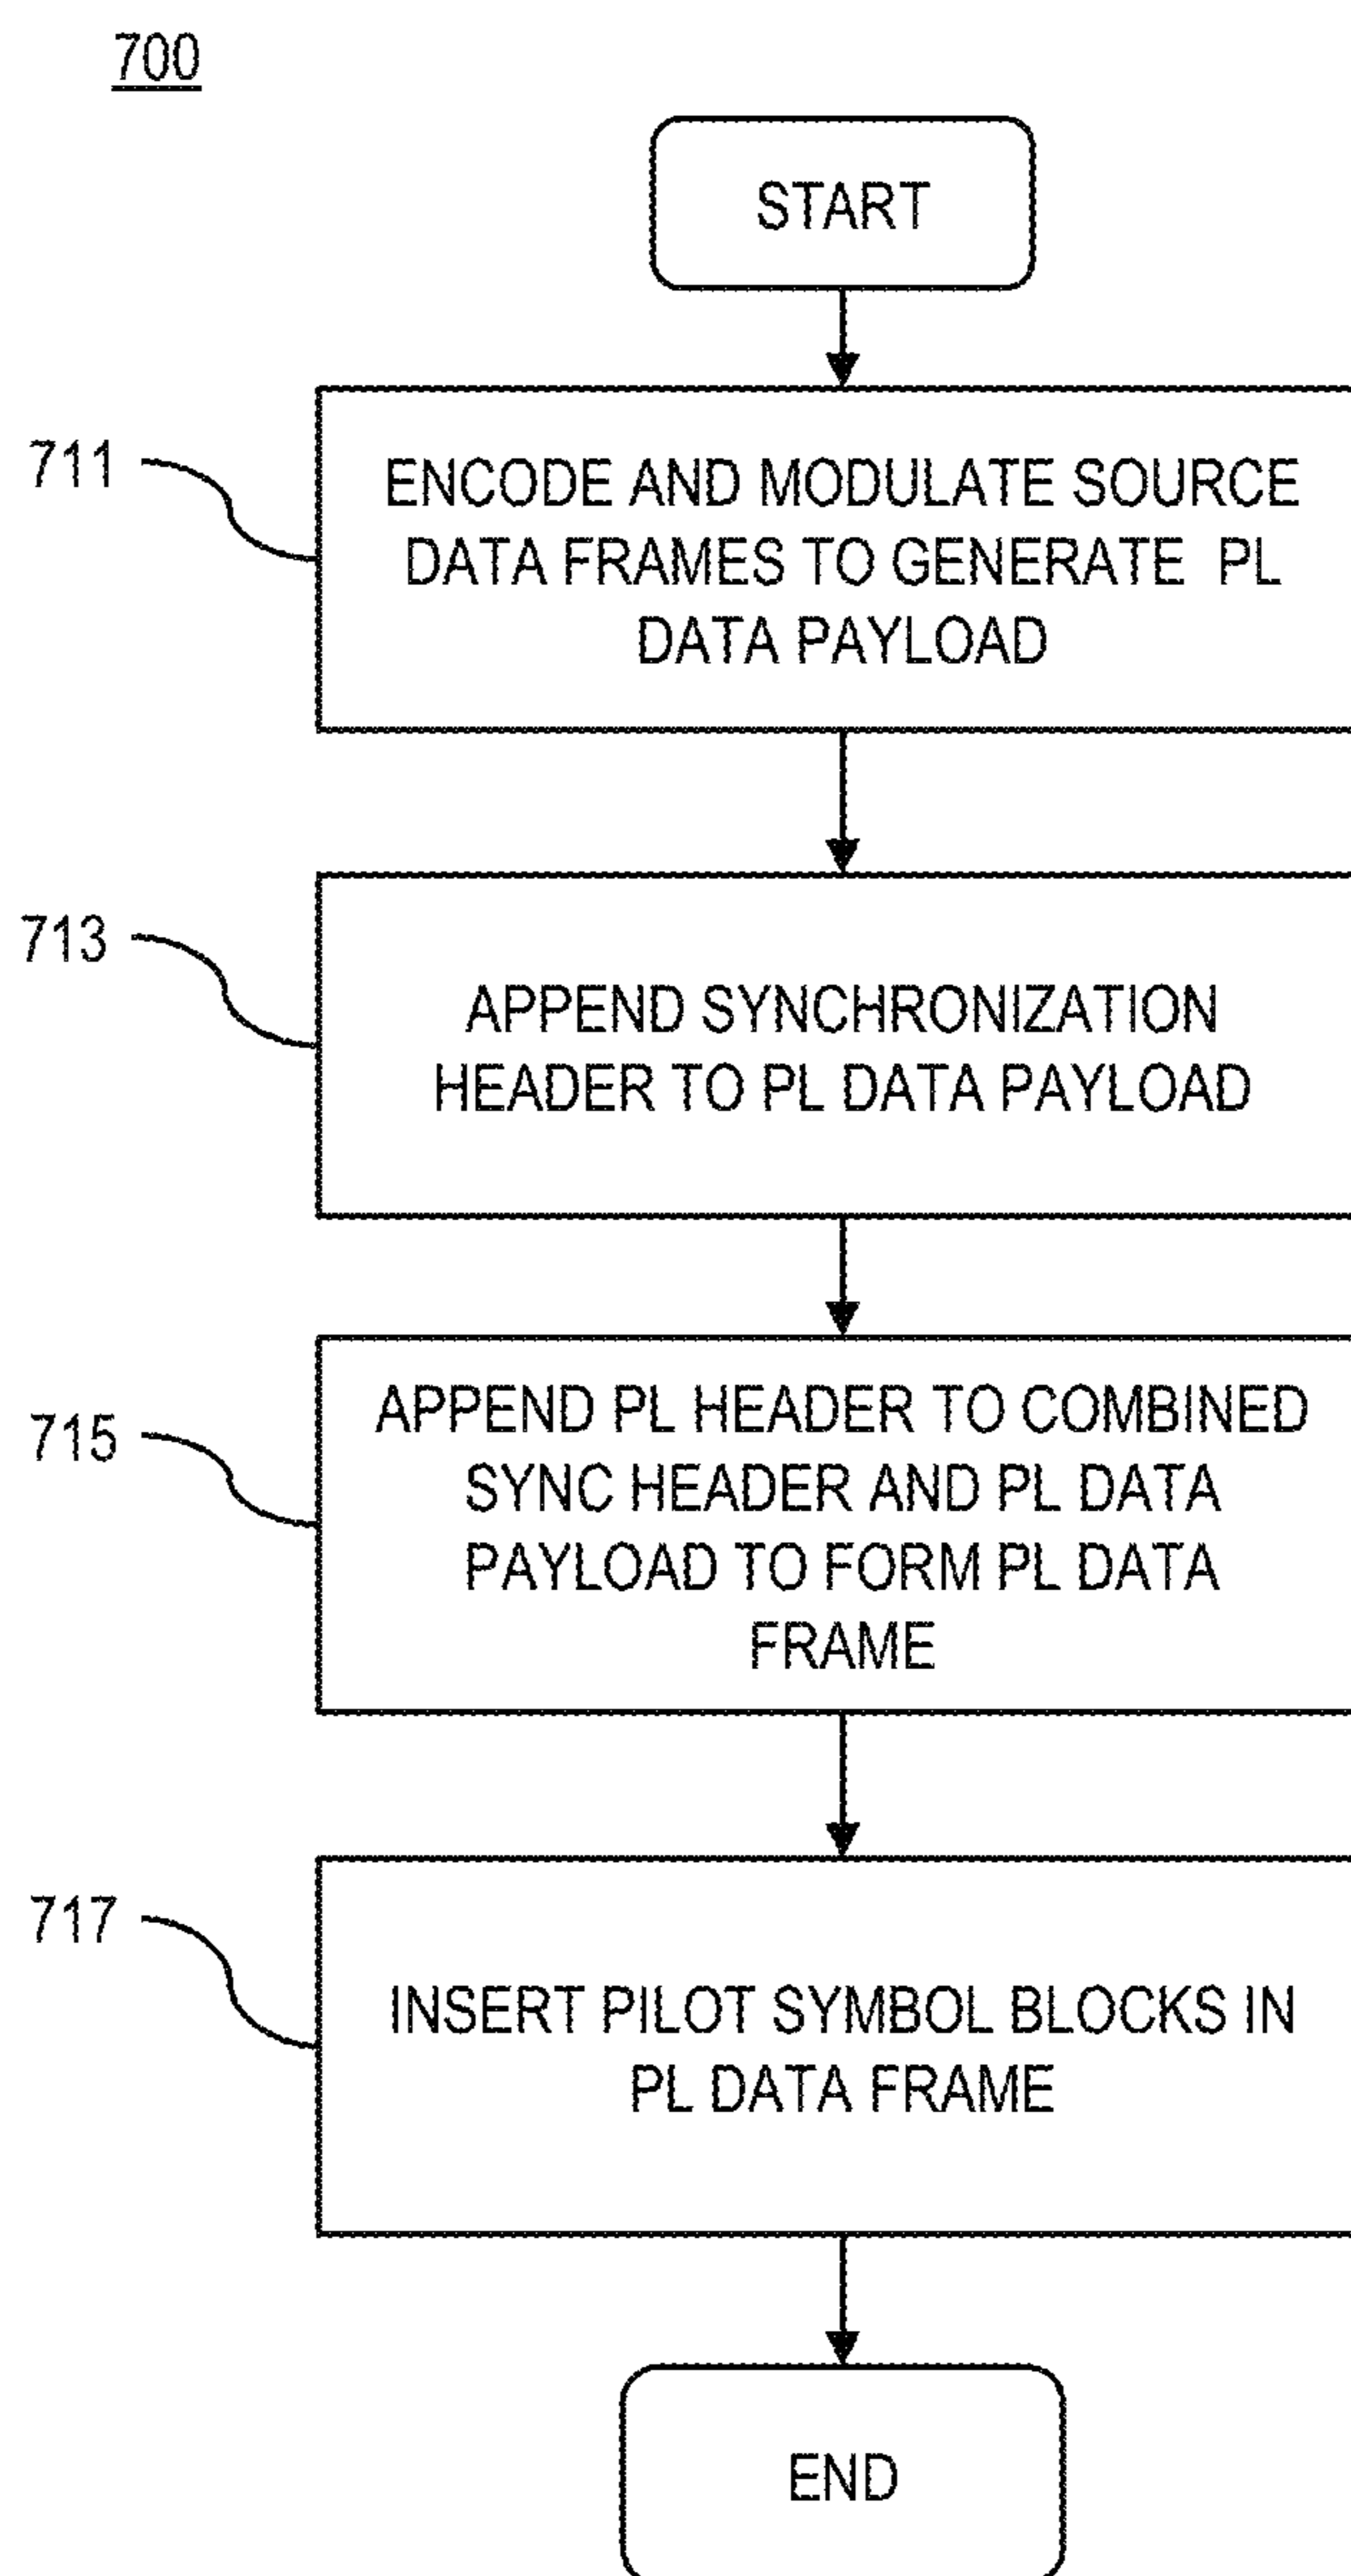 700
START
711
ENCODE AND MODULATE SOURCE
DATA FRAMES TO GENERATE PL
DATA PAYLOAD
713
APPEND SYNCHRONIZATION
HEADER TO PL DATA PAYLOAD
715
APPEND PL HEADER TO COMBINED
SYNC HEADER AND PL DATA
PAYLOAD TO FORM PL DATA
FRAME
717
INSERT PILOT SYMBOL BLOCKS IN
PL DATA FRAME
END